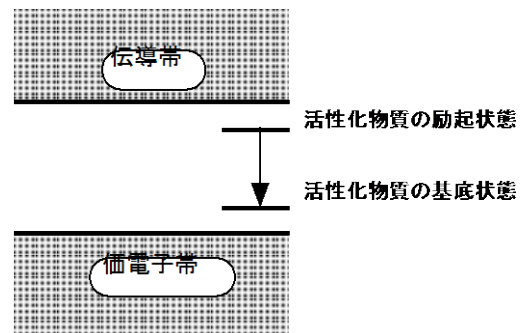 伝導帯
活性化物質の励起状態
活性化物質の基底状態
価電子帯